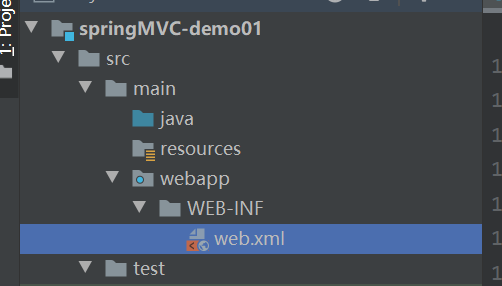 1: Proje
springMVC-demo01
src
main
java
resources
webapp
WEB-INF
web.xml
test